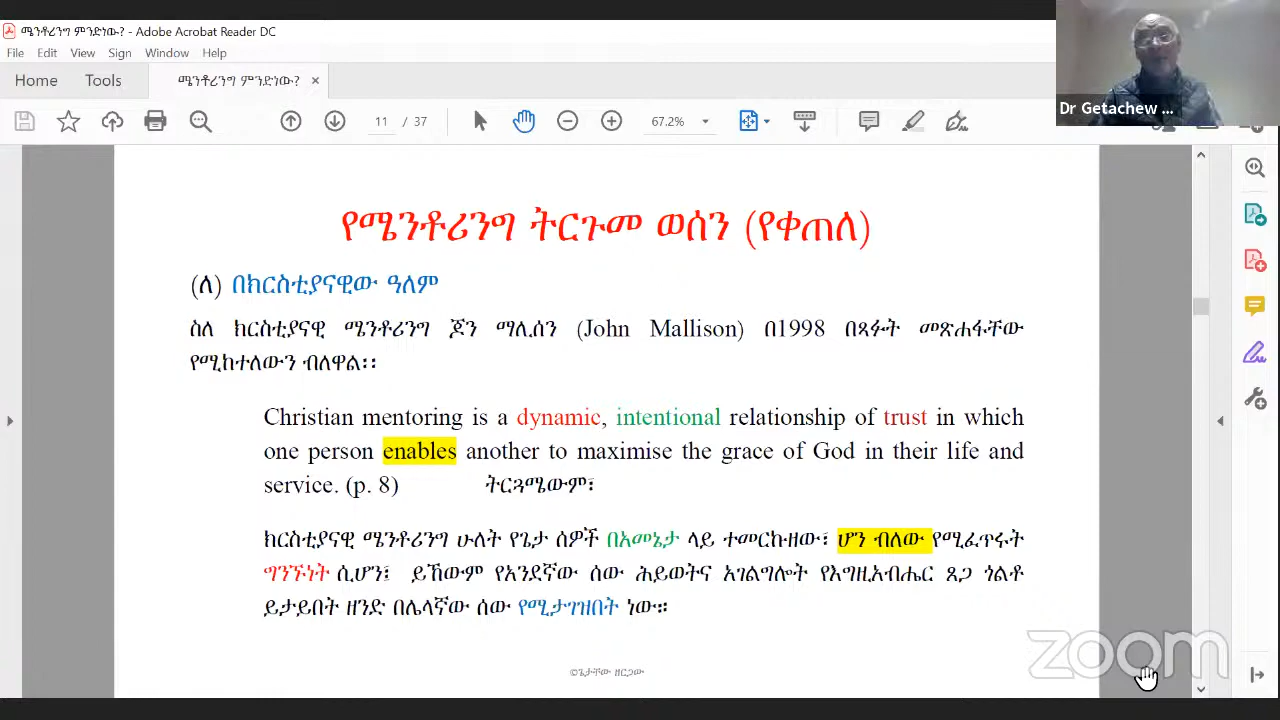 ሜንቶሪንግ ምንድነው? - Adobe Acrobat Reader DC
File Edit View Sign Window Help
Home Tools ሜንቶሪንግ ምንድነው? ×
11 / 37 67.2%
Dr Getachew ...
የሜንቶሪንግ ትርጉመ ወሰን (የቀጠለ)
(ለ) በክርስቲያናዊው ዓለም
ስለ ክርስቲያናዊ ሜንቶሪንግ ጆን ማሊሰን (John Mallison) በ1998 በጻፉት መጽሐፋቸው
የሚከተለውን ብለዋል፡፡
Christian mentoring is a dynamic, intentional relationship of trust in which
one person enables another to maximise the grace of God in their life and
service. (p. 8) ትርጓሜውም፣
ክርስቲያናዊ ሜንቶሪንግ ሁለት የጌታ ሰዎች በአመኔታ ላይ ተመርኩዘው፣ ሆን ብለው የሚፈጥሩት
ግንኙነት ሲሆን፤ ይኸውም የአንደኛው ሰው ሕይወትና አገልግሎት የእግዚአብሔር ጸጋ ጎልቶ
ይታይበት ዘንድ በሌላኛው ሰው የሚታገዝበት ነው።
©ጌታቸው ዘርጋው
zoom